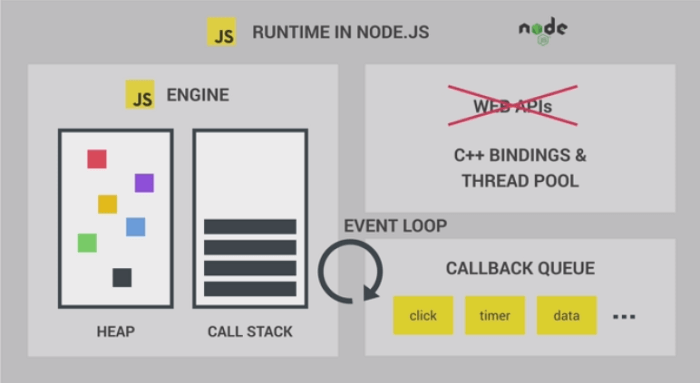 JS RUNTIME IN NODE.JS
node
JS
JS ENGINE
HEAP
CALL STACK
WEB APIs
C++ BINDINGS &
THREAD POOL
EVENT LOOP
CALLBACK QUEUE
click timer data ...